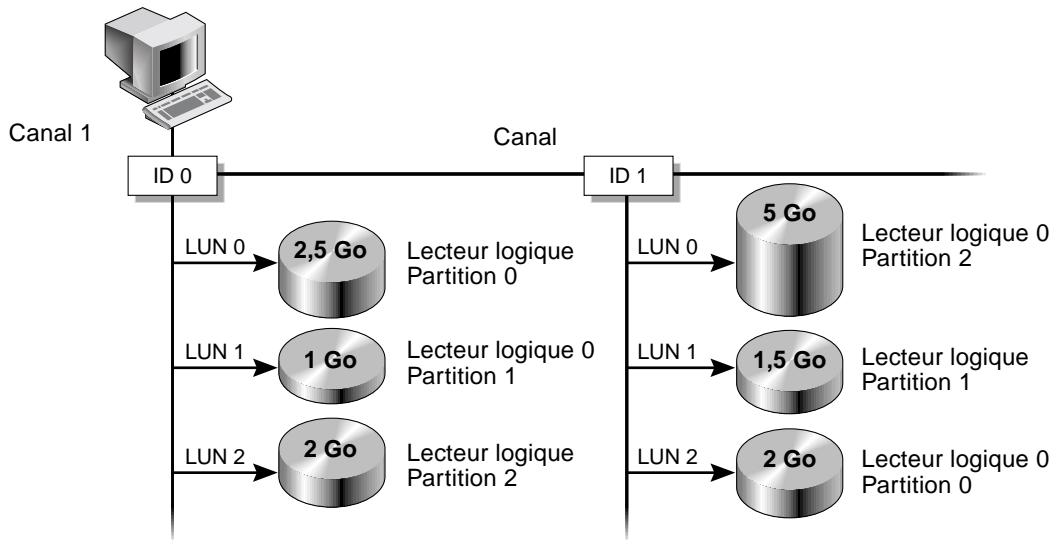 Canal 1
Canal
ID 0
ID 1
LUN 0
2,5 Go
Lecteur logique
Partition 0
LUN 1
1 Go
Lecteur logique 0
Partition 1
LUN 2
2 Go
Lecteur logique
Partition 2
LUN 0
5 Go
Lecteur logique 0
Partition 2
LUN 1
1,5 Go
Lecteur logique
Partition 1
LUN 2
2 Go
Lecteur logique 0
Partition 0